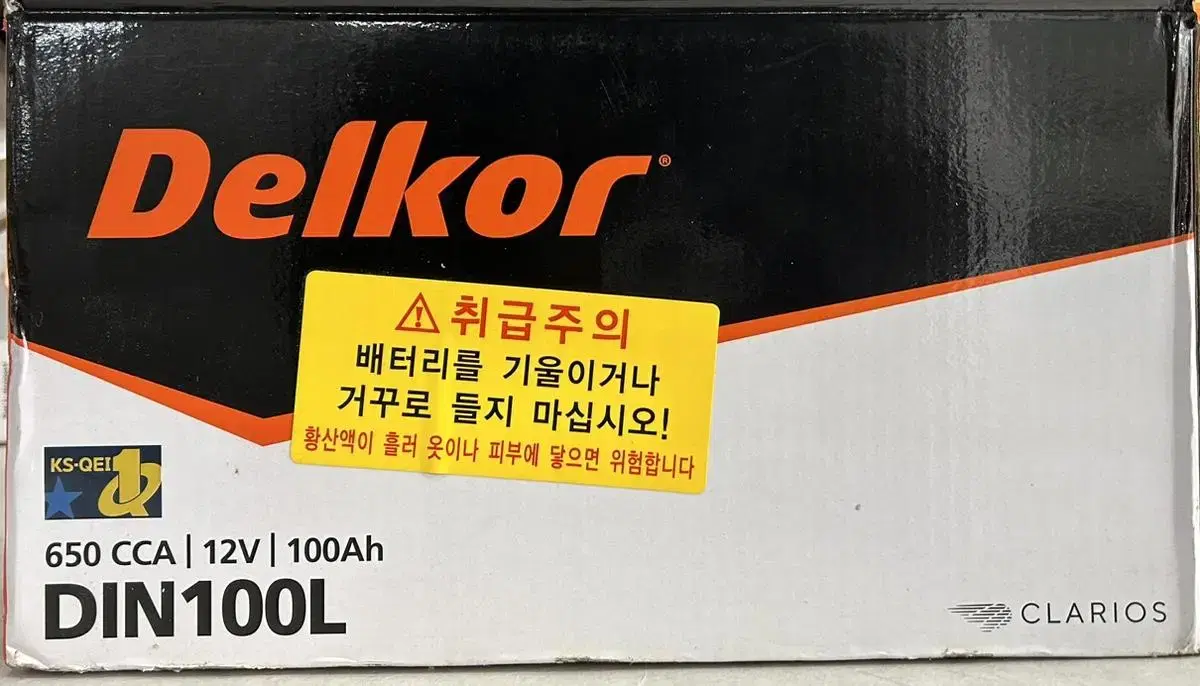 Delkor®
⚠취급주의
배터리를 기울이거나
거꾸로 들지 마십시오!
황산액이 흘러 옷이나 피부에 닿으면 위험합니다
KS-QEI 1
650 CCA | 12V | 100Ah
DIN100L
CLARIOS